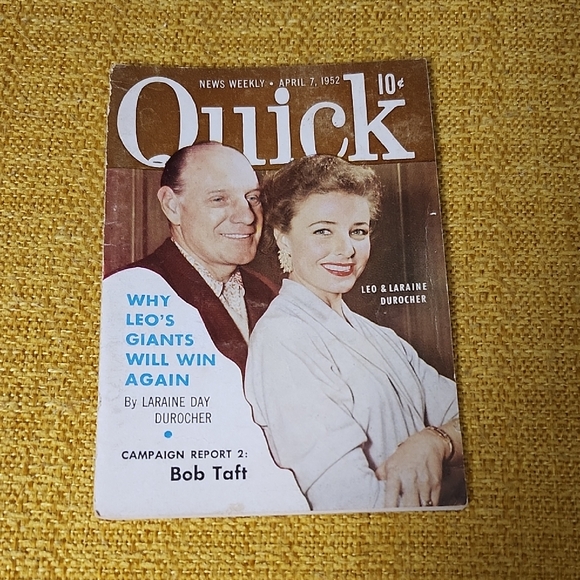 NEWS WEEKLY • APRIL 7, 1952
10¢
Quick
LEO & LARAINE
DUROCHER
WHY
LEO'S
GIANTS
WILL WIN
AGAIN
By LARAINE DAY
DUROCHER
•
CAMPAIGN REPORT 2:
Bob Taft